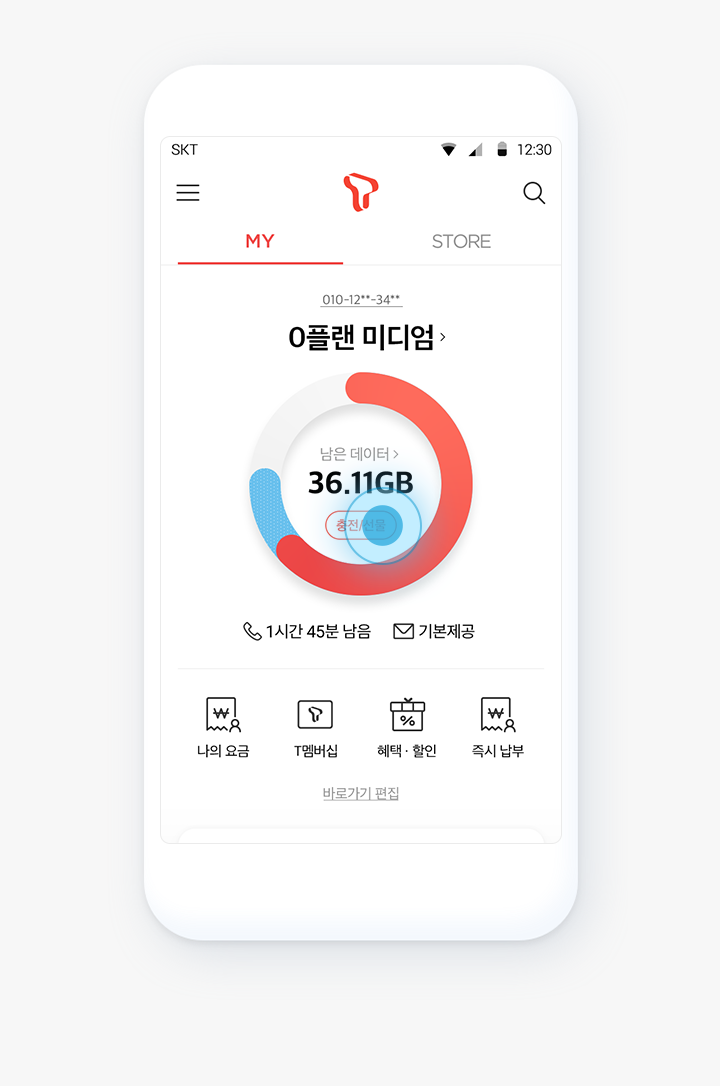 SKT 12:30
MY STORE
010-12**-34**
0플랜 미디엄
남은 데이터
36.11GB
충전/선물
1시간 45분 남음 기본제공
나의 요금 T멤버십 혜택 · 할인 즉시 납부
바로가기 편집